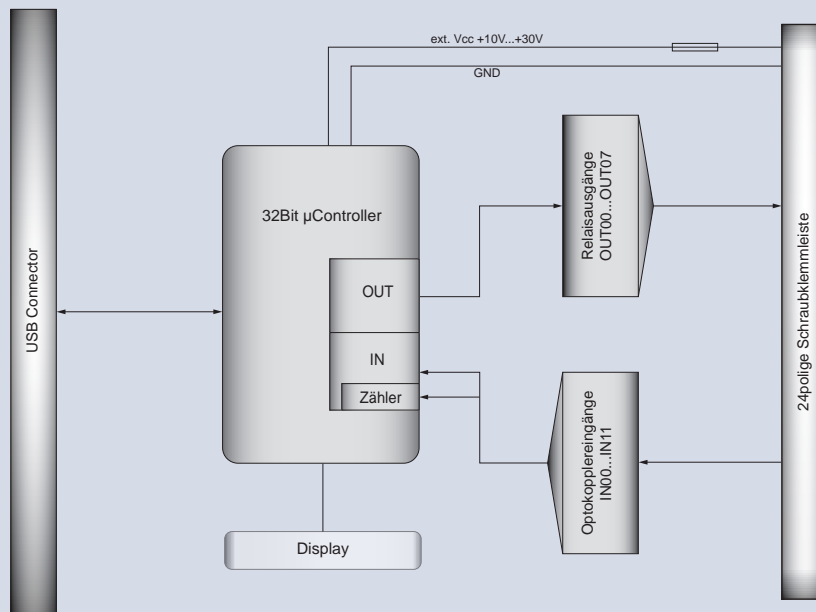 ext. Vcc +10V...+30V
GND
32Bit µController
OUT
IN
Zähler
Display
USB Connector
Relaisausgänge
OUT00...OUT07
Optokopplereingänge
IN00...IN11
24polige Schraubklemmleiste